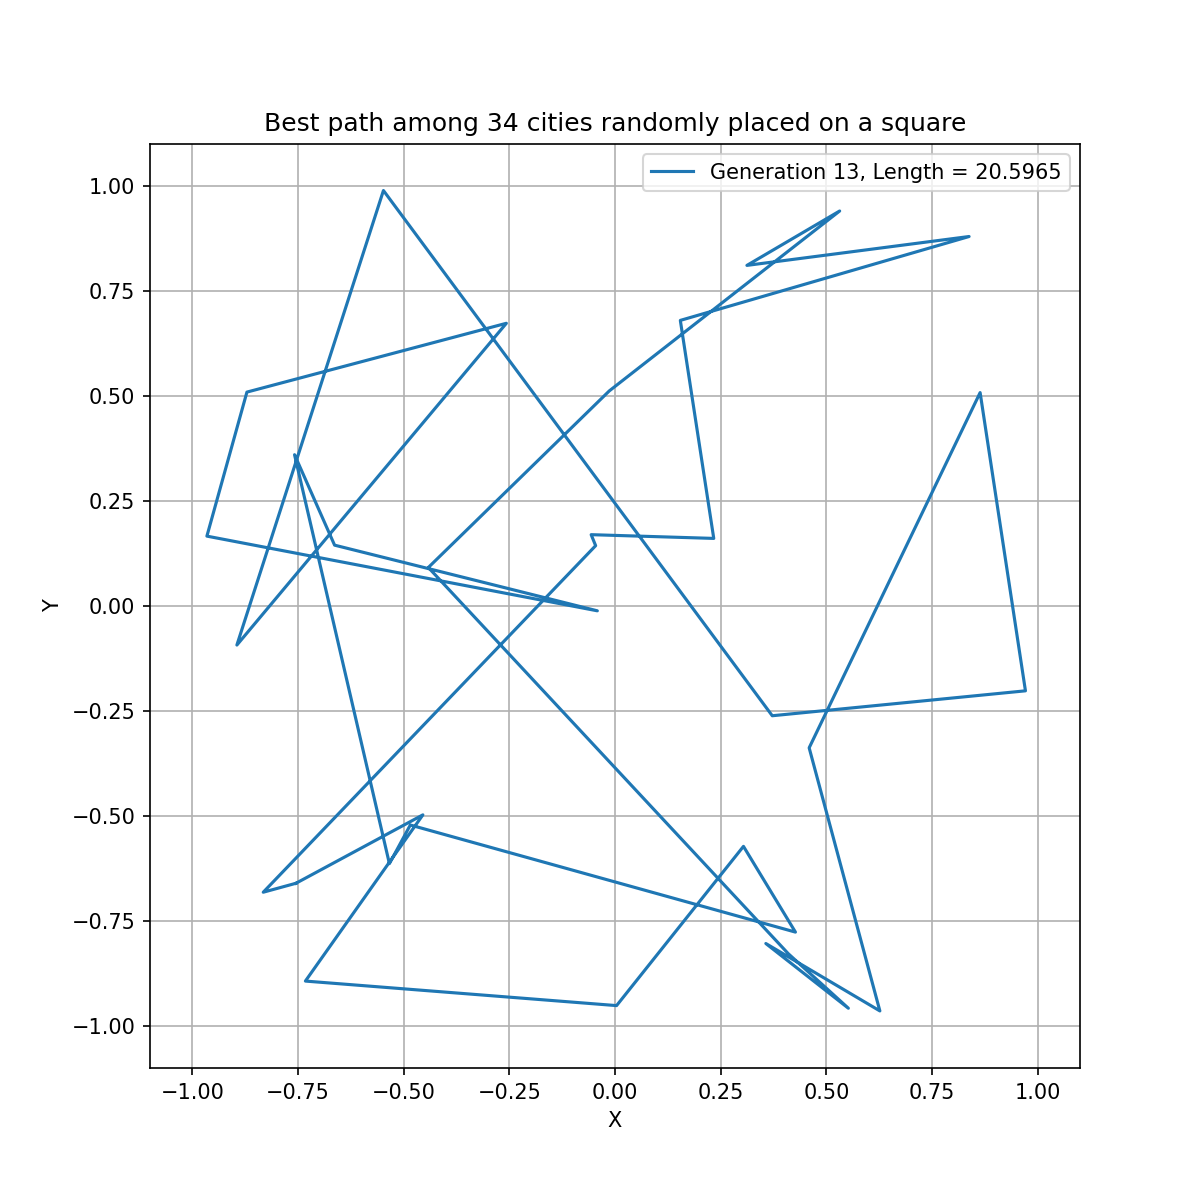 Best path among 34 cities randomly placed on a square
Generation 13, Length = 20.5965
1.00
0.75
0.50
0.25
0.00
−0.25
−0.50
−0.75
−1.00
Y
−1.00 −0.75 −0.50 −0.25 0.00 0.25 0.50 0.75 1.00
X